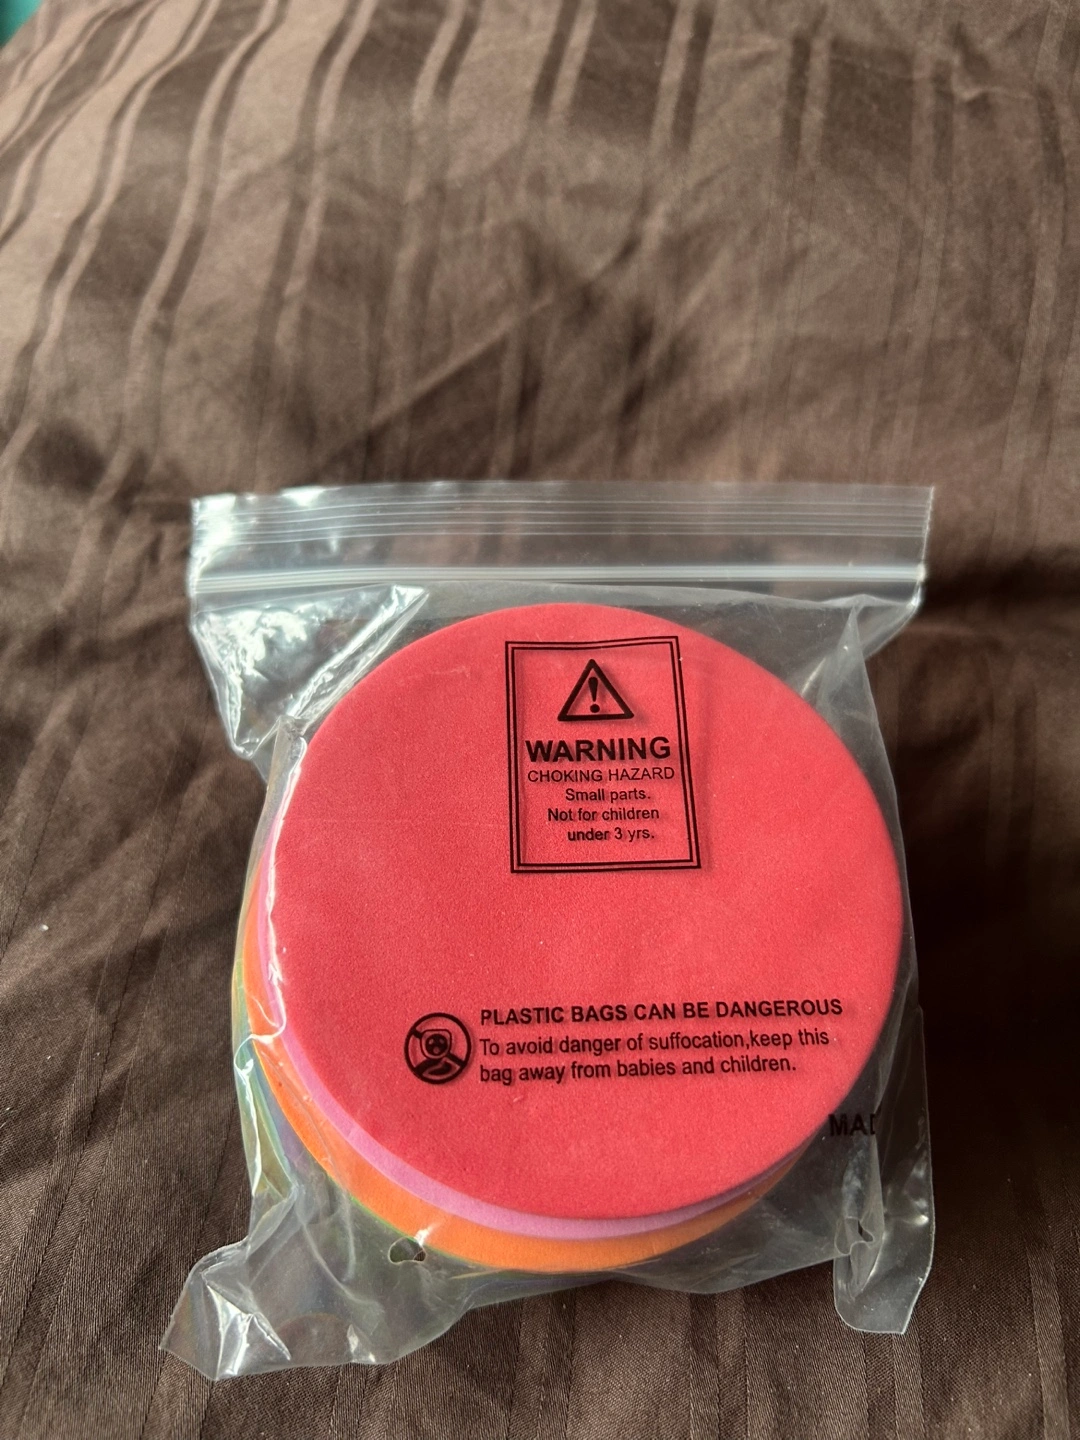 WARNING
CHOKING HAZARD
Small parts.
Not for children
under 3 yrs.
PLASTIC BAGS CAN BE DANGEROUS
To avoid danger of suffocation,keep this
bag away from babies and children.